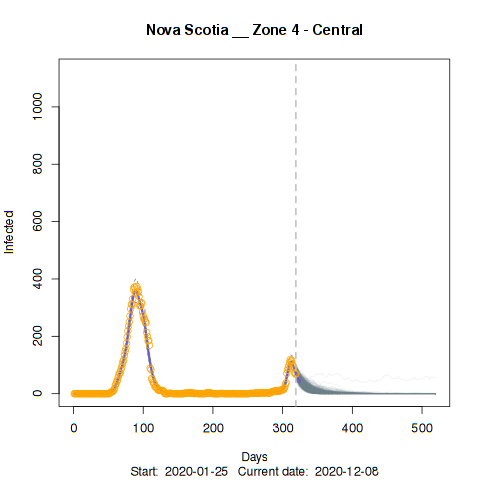 Nova Scotia __ Zone 4 - Central
Infected
1000
800
600
400
200
0
0 100 200 300 400 500
Days
Start: 2020-01-25 Current date: 2020-12-08